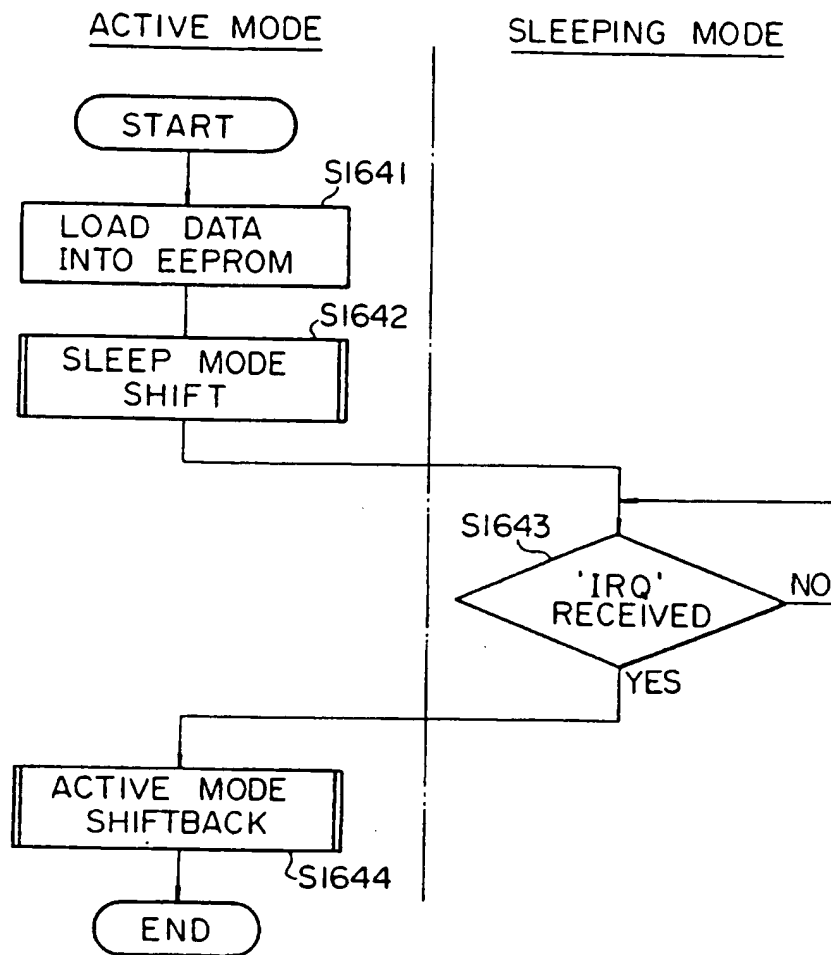 ACTIVE MODE
SLEEPING MODE
START
S1641
LOAD DATA
INTO EEPROM
S1642
SLEEP MODE
SHIFT
S1643
'IRQ'
RECEIVED
NO
YES
ACTIVE MODE
SHIFTBACK
S1644
END